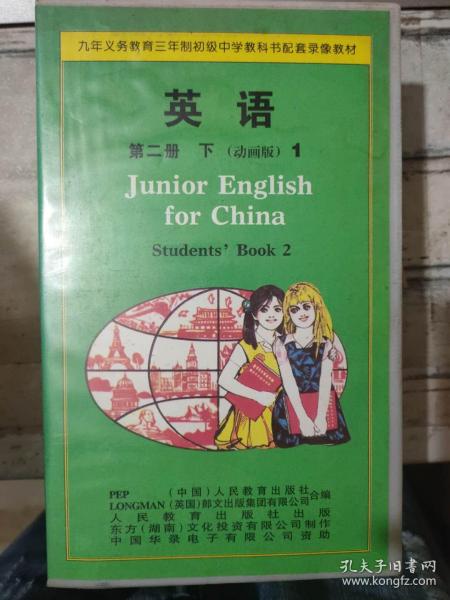 九年义务教育三年制初级中学教科书配套录像教材
英语
第二册 下(动画版)1
Junior English
for China
Students' Book 2
PEP (中国)人民教育出版社
LONGMAN (英国)朗文出版集团有限公司 合编
人民教育出版社出版
东方(湖南)文化投资有限公司制作
中国华录电子有限公司资助
孔夫子旧书网
www.kongfz.com